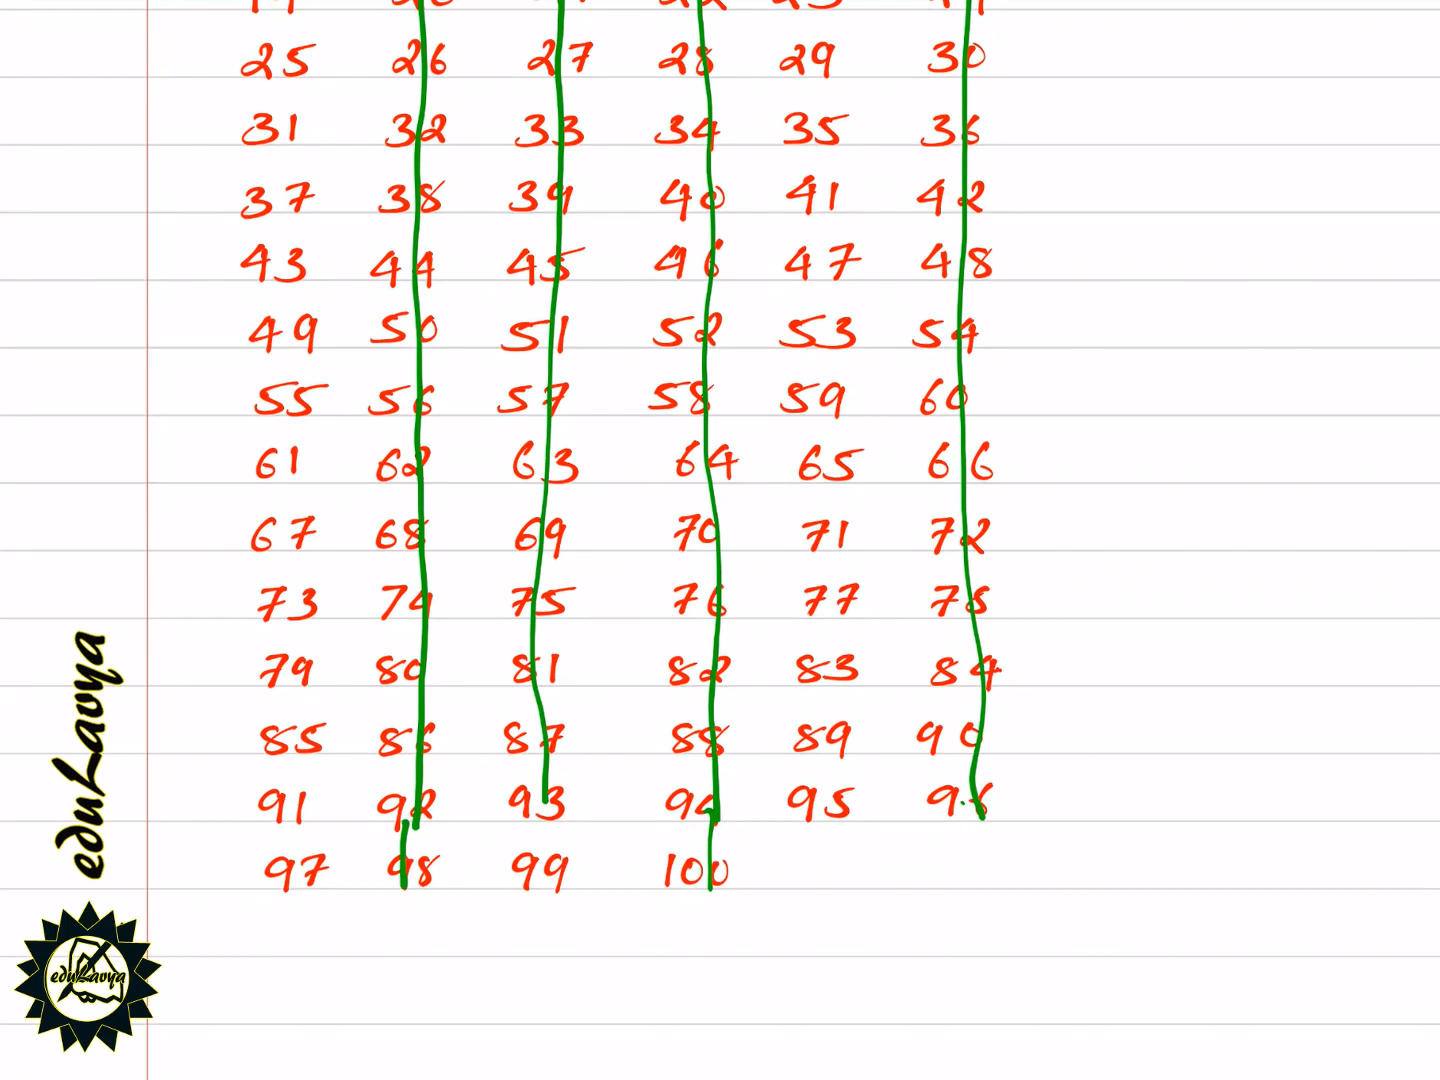 25 26 27 28 29 30
31 32 33 34 35 36
37 38 39 40 41 42
43 44 45 46 47 48
49 50 51 52 53 54
55 56 57 58 59 60
61 62 63 64 65 66
67 68 69 70 71 72
73 74 75 76 77 78
79 80 81 82 83 84
85 86 87 88 89 90
91 92 93 94 95 96
97 98 99 100
eduLavya
eduLavya